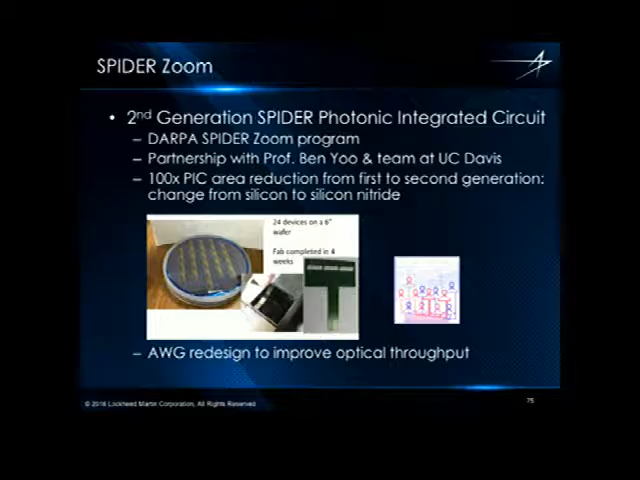 SPIDER Zoom
• 2nd Generation SPIDER Photonic Integrated Circuit
– DARPA SPIDER Zoom program
– Partnership with Prof. Ben Yoo & team at UC Davis
– 100x PIC area reduction from first to second generation:
change from silicon to silicon nitride
24 devices on a 6"
wafer
Fab completed in 4
weeks
– AWG redesign to improve optical throughput
© 2016 Lockheed Martin Corporation, All Rights Reserved
75